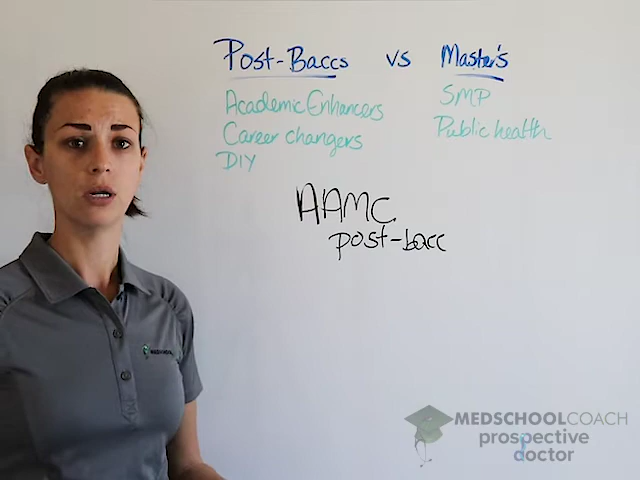 Post-Baccs vs Master's
Academic Enhancers
Career changers
DIY
SMP
Public health
AAMC
post-bacc
MEDSCHOOLCOACH
prospective
doctor